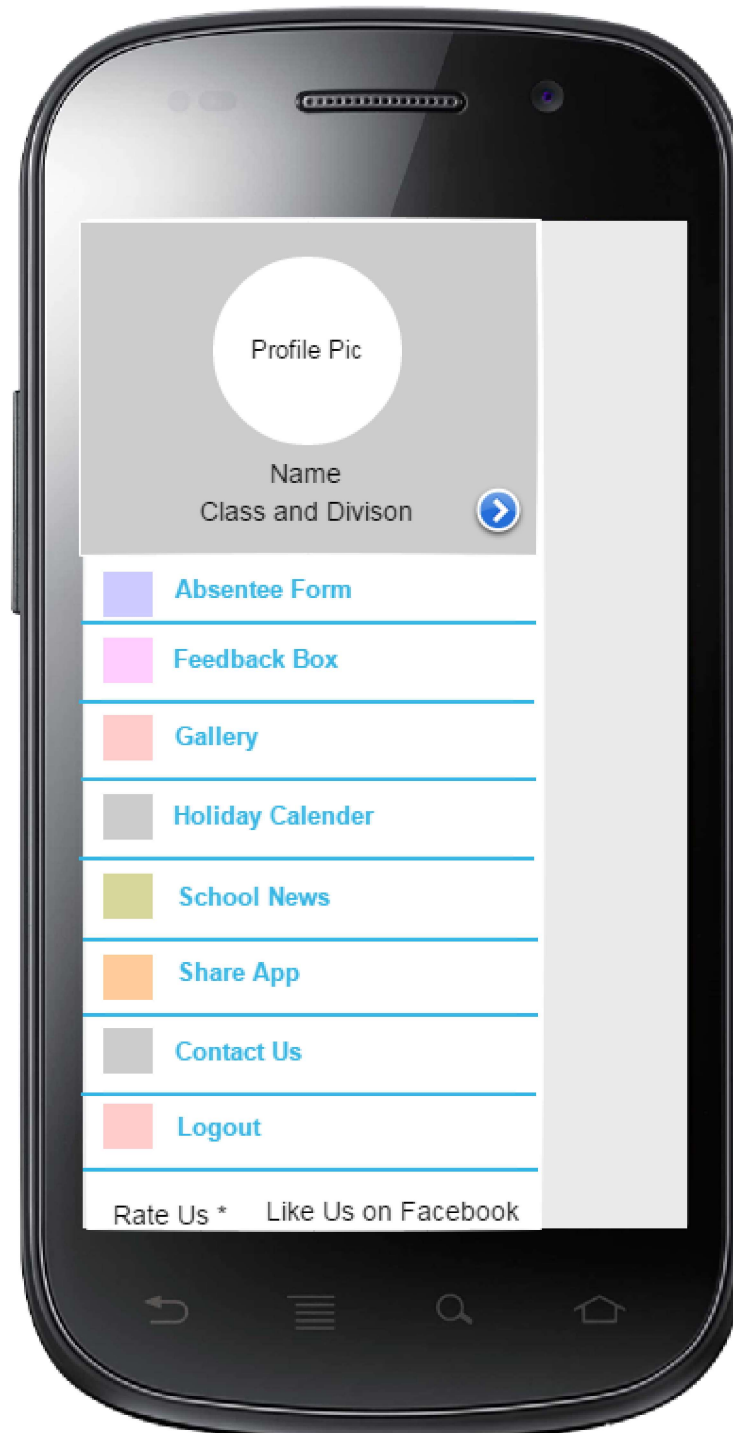 Profile Pic
Name
Class and Divison
Absentee Form
Feedback Box
Gallery
Holiday Calender
School News
Share App
Contact Us
Logout
Rate Us * Like Us on Facebook